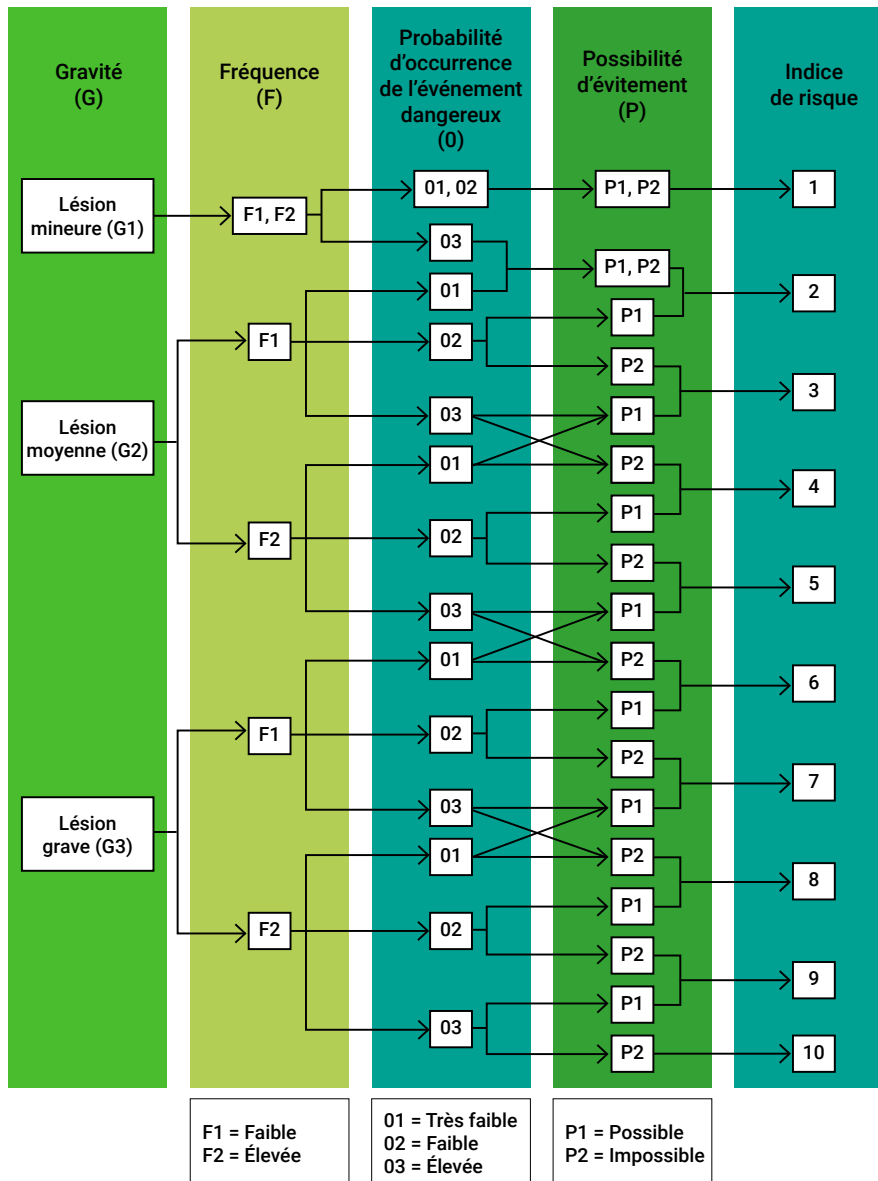 Gravité
(G)
Fréquence
(F)
Probabilité
d’occurrence
de l’événement
dangereux
(0)
Possibilité
d’évitement
(P)
Indice
de risque
Lésion
mineure (G1)
F1, F2
01, 02
P1, P2
1
03
P1, P2
01
2
P1
F1
02
P2
3
Lésion
moyenne (G2)
03
P1
01
P2
4
P1
F2
02
P2
5
03
P1
01
P2
6
P1
F1
02
P2
7
Lésion
grave (G3)
03
P1
01
P2
8
P1
F2
02
P2
9
P1
03
P2
10
F1 = Faible
F2 = Élevée
01 = Très faible
02 = Faible
03 = Élevée
P1 = Possible
P2 = Impossible